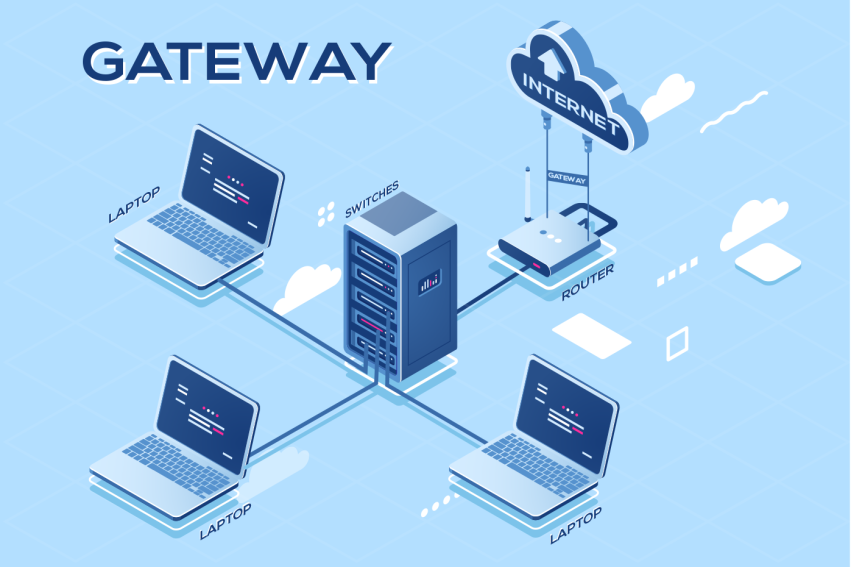 GATEWAY
INTERNET
GATEWAY
LAPTOP
SWITCHES
ROUTER
LAPTOP
LAPTOP